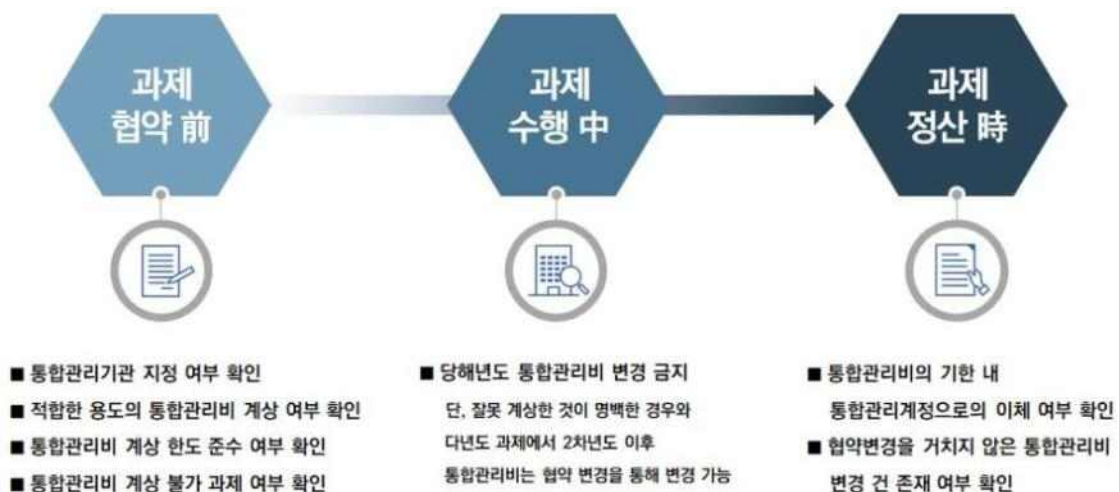 과제
협약 前
과제
수행 中
과제
정산 時
■ 통합관리기관 지정 여부 확인
■ 적합한 용도의 통합관리비 계상 여부 확인
■ 통합관리비 계상 한도 준수 여부 확인
■ 통합관리비 계상 불가 과제 여부 확인
■ 당해년도 통합관리비 변경 금지
단, 잘못 계상한 것이 명백한 경우와
다년도 과제에서 2차년도 이후
통합관리비는 협약 변경을 통해 변경 가능
■ 통합관리비의 기한 내
통합관리계정으로의 이체 여부 확인
■ 협약변경을 거치지 않은 통합관리비
변경 건 존재 여부 확인